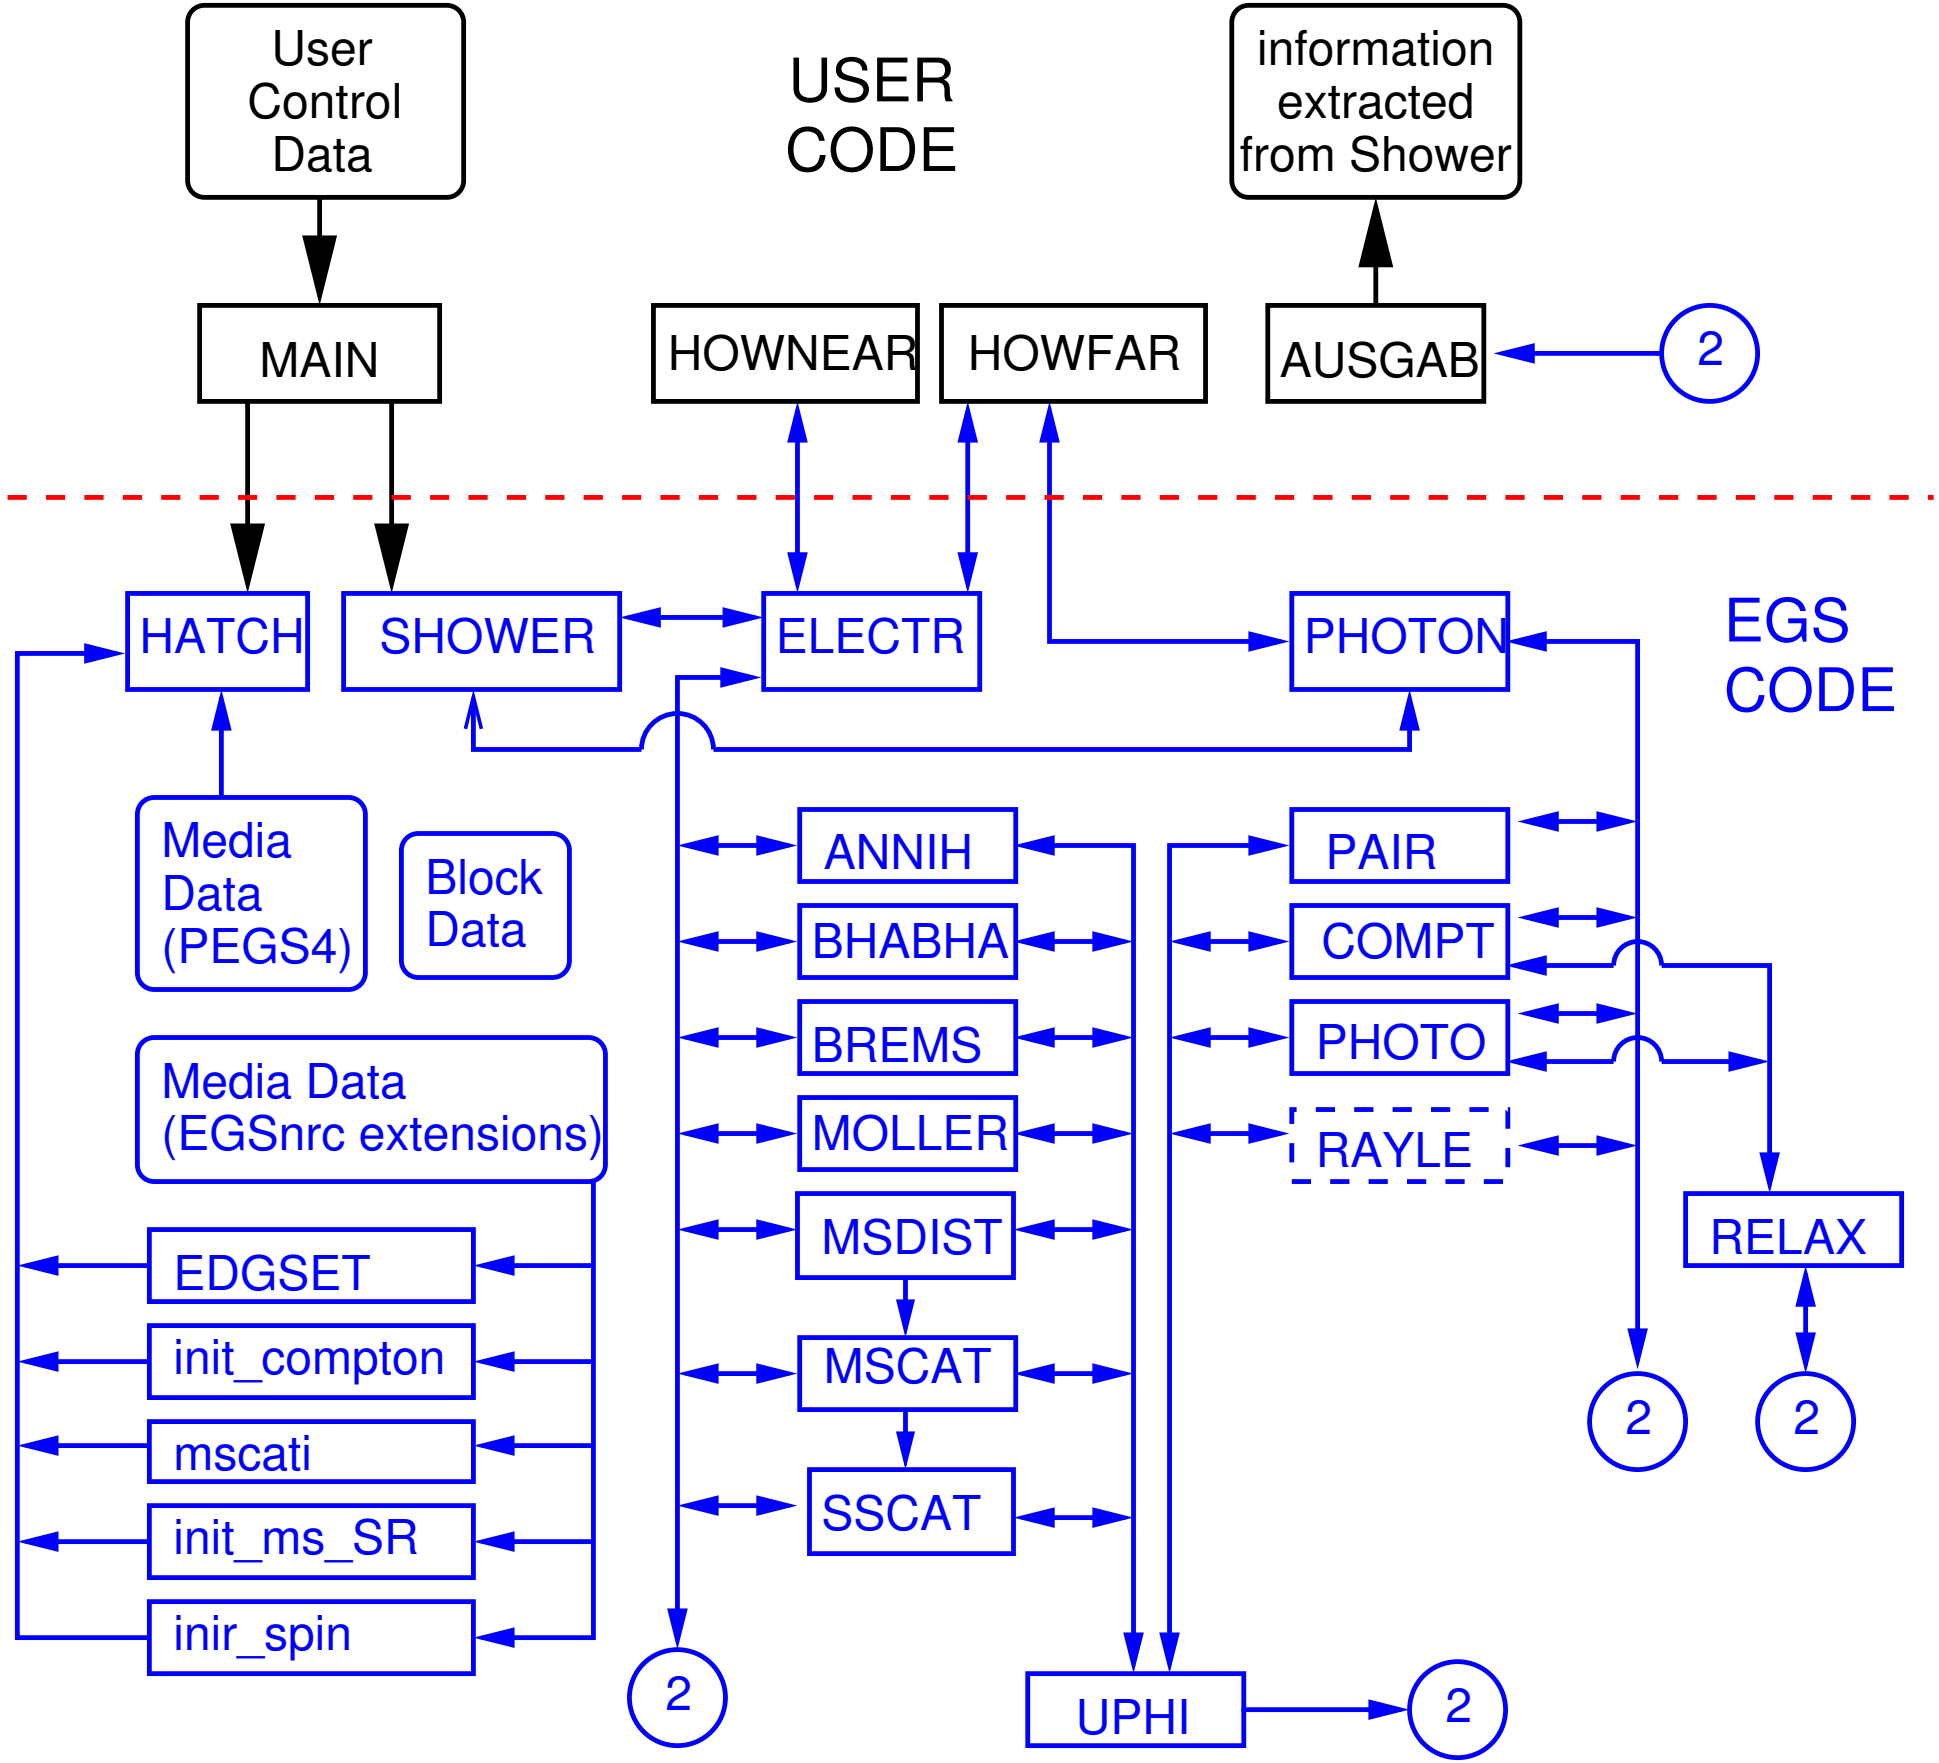 User
Control
Data
USER
CODE
information
extracted
from Shower
MAIN
HOWNEAR
HOWFAR
AUSGAB
2
HATCH
SHOWER
ELECTR
PHOTON
EGS
CODE
Media
Data
(PEGS4)
Block
Data
Media Data
(EGSnrc extensions)
EDGSET
init_compton
mscati
init_ms_SR
inir_spin
ANNIH
BHABHA
BREMS
MOLLER
MSDIST
MSCAT
SSCAT
PAIR
COMPT
PHOTO
RAYLE
RELAX
2
2
2
UPHI
2